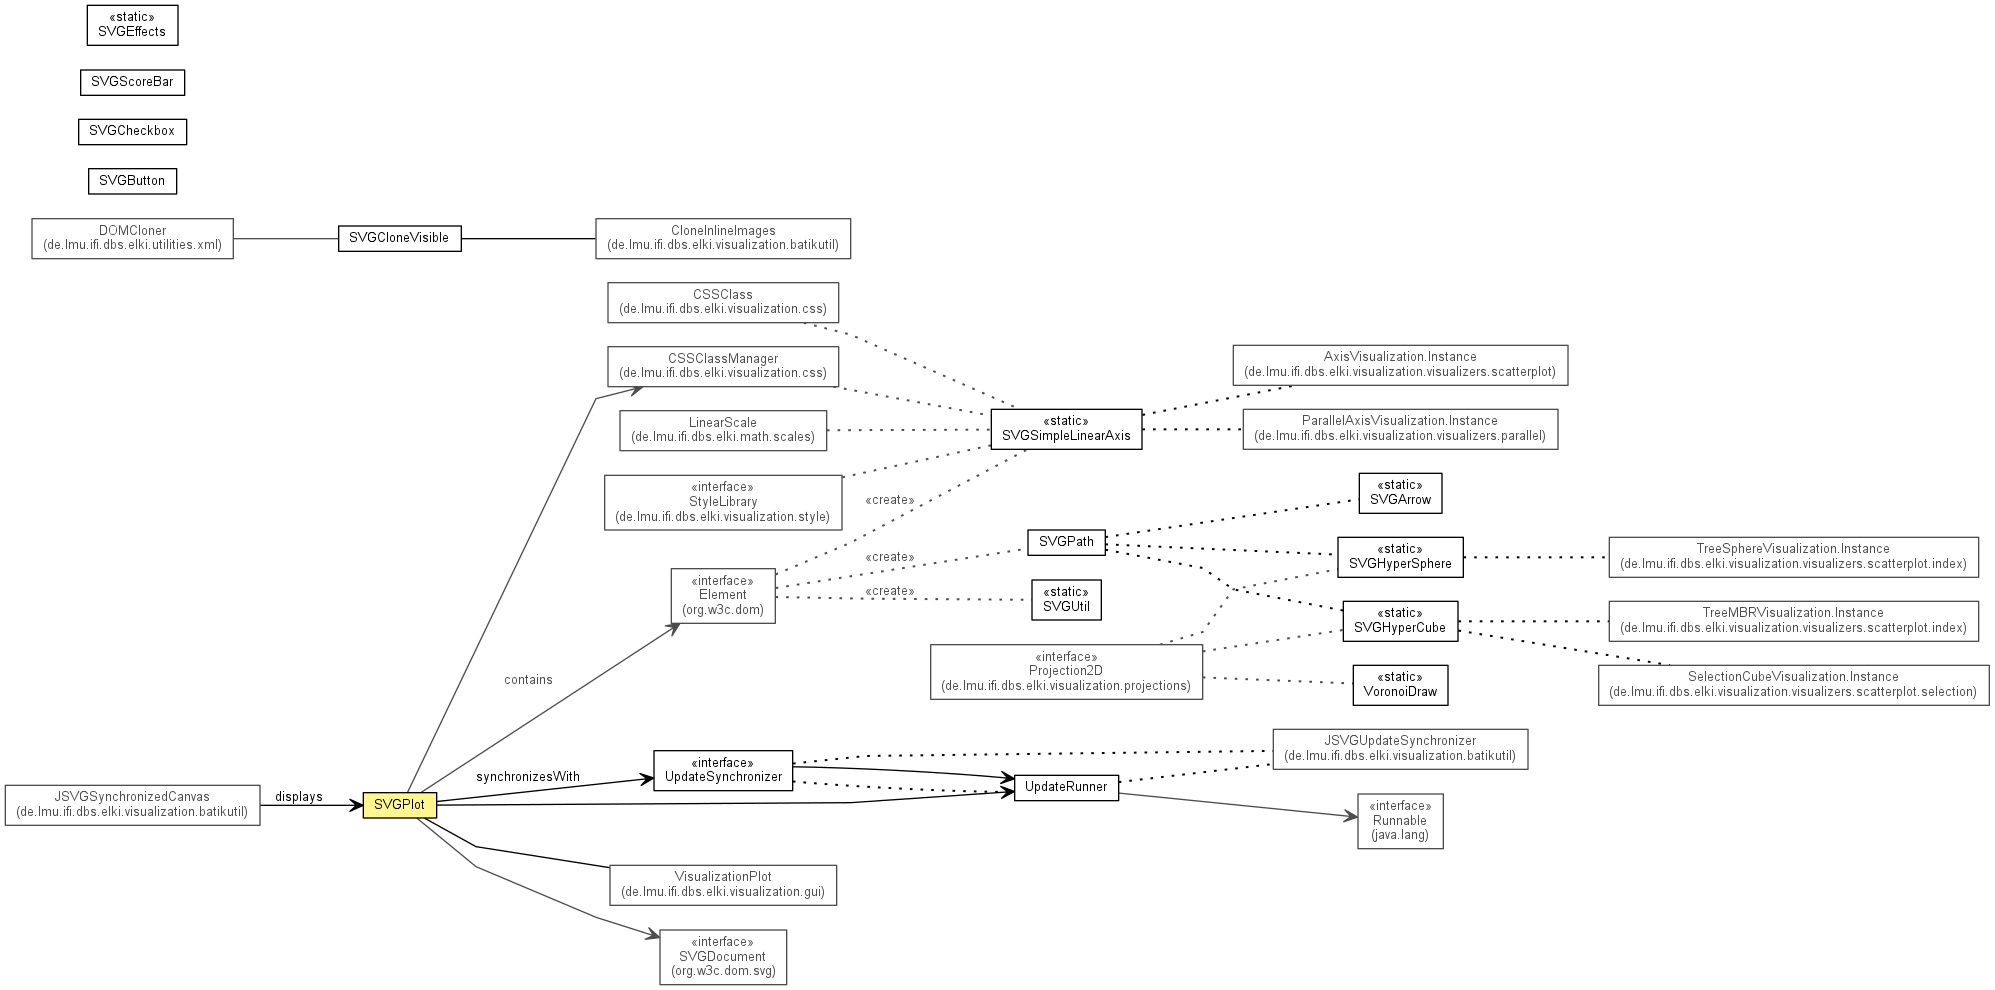 «static»
SVGEffects
SVGScoreBar
SVGCheckbox
SVGButton
DOMCloner
(de.lmu.ifi.dbs.elki.utilities.xml)
SVGCloneVisible
CloneInlineImages
(de.lmu.ifi.dbs.elki.visualization.batikutil)
CSSClass
(de.lmu.ifi.dbs.elki.visualization.css)
CSSClassManager
(de.lmu.ifi.dbs.elki.visualization.css)
LinearScale
(de.lmu.ifi.dbs.elki.math.scales)
«interface»
StyleLibrary
(de.lmu.ifi.dbs.elki.visualization.style)
«static»
SVGSimpleLinearAxis
AxisVisualization.Instance
(de.lmu.ifi.dbs.elki.visualization.visualizers.scatterplot)
ParallelAxisVisualization.Instance
(de.lmu.ifi.dbs.elki.visualization.visualizers.parallel)
«create»
«create»
«create»
«interface»
Element
(org.w3c.dom)
SVGPath
«static»
SVGUtil
«static»
SVGArrow
«static»
SVGHyperSphere
«static»
SVGHyperCube
«static»
VoronoiDraw
«interface»
Projection2D
(de.lmu.ifi.dbs.elki.visualization.projections)
TreeSphereVisualization.Instance
(de.lmu.ifi.dbs.elki.visualization.visualizers.scatterplot.index)
TreeMBRVisualization.Instance
(de.lmu.ifi.dbs.elki.visualization.visualizers.scatterplot.index)
SelectionCubeVisualization.Instance
(de.lmu.ifi.dbs.elki.visualization.visualizers.scatterplot.selection)
contains
synchronizesWith
displays
JSVGSynchronizedCanvas
(de.lmu.ifi.dbs.elki.visualization.batikutil)
SVGPlot
«interface»
UpdateSynchronizer
UpdateRunner
JSVGUpdateSynchronizer
(de.lmu.ifi.dbs.elki.visualization.batikutil)
«interface»
Runnable
(java.lang)
VisualizationPlot
(de.lmu.ifi.dbs.elki.visualization.gui)
«interface»
SVGDocument
(org.w3c.dom.svg)